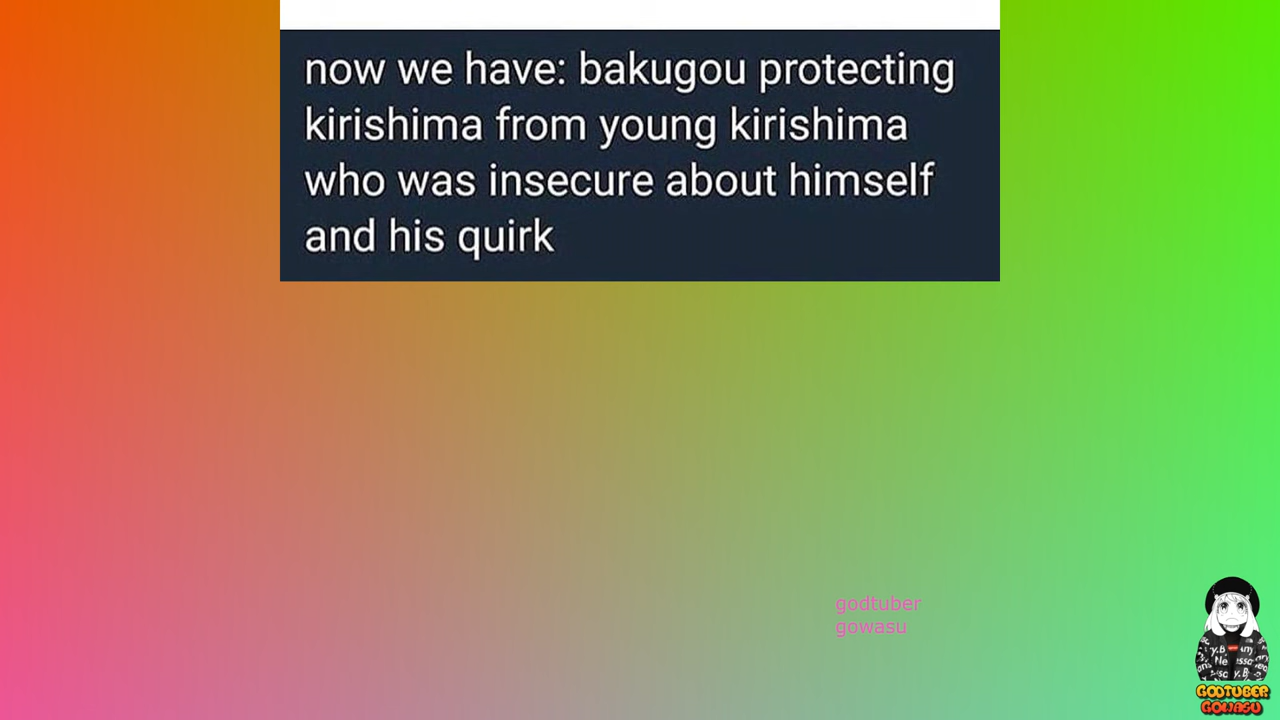 now we have: bakugou protecting
kirishima from young kirishima
who was insecure about himself
and his quirk
godtuber
gowasu
GODTUBER
GOWASU